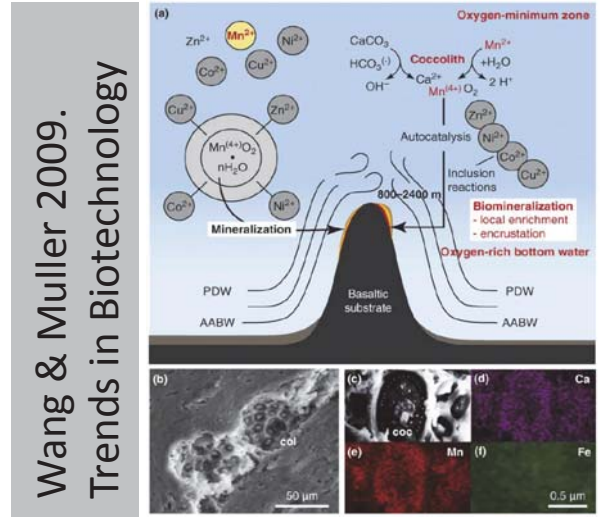 Wang & Muller 2009.
Trends in Biotechnology
(a)
Oxygen-minimum zone
Zn2+
Mn2+
Ni2+
Co2+
Cu2+
Cu2+
Zn2+
Mn(4+)O2
nH2O
Co2+
Ni2+
Mineralization
CaCO3
HCO3(-)
OH−
Coccolith
Ca2+
Mn2+
+H2O
2 H+
Mn(4+)O2
Autocatalysis
Inclusion
reactions
Zn2+
Ni2+
Co2+
Cu2+
800–2400 m
Biomineralization
- local enrichment
- encrustation
Oxygen-rich bottom water
PDW
AABW
Basaltic
substrate
PDW
AABW
(b)
col
50 µm
(c)
coc
(d)
Ca
(e)
Mn
(f)
Fe
0.5 µm